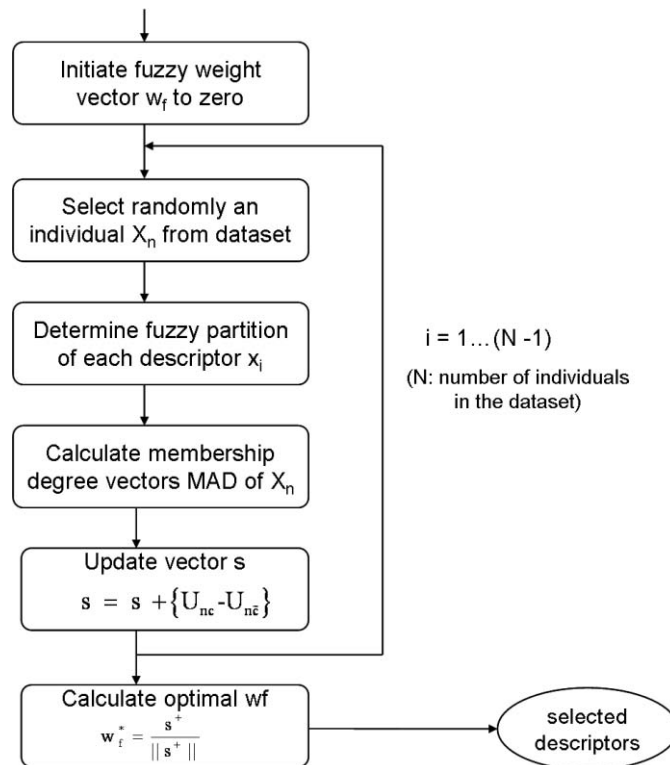 Initiate fuzzy weight
vector w_f to zero
Select randomly an
individual X_n from dataset
Determine fuzzy partition
of each descriptor x_i
i = 1...(N -1)
(N: number of individuals
in the dataset)
Calculate membership
degree vectors MAD of X_n
Update vector s
s = s +{U_nc-U_nc̄}
Calculate optimal wf
w_f^* = s^+ / || s^+ ||
selected
descriptors